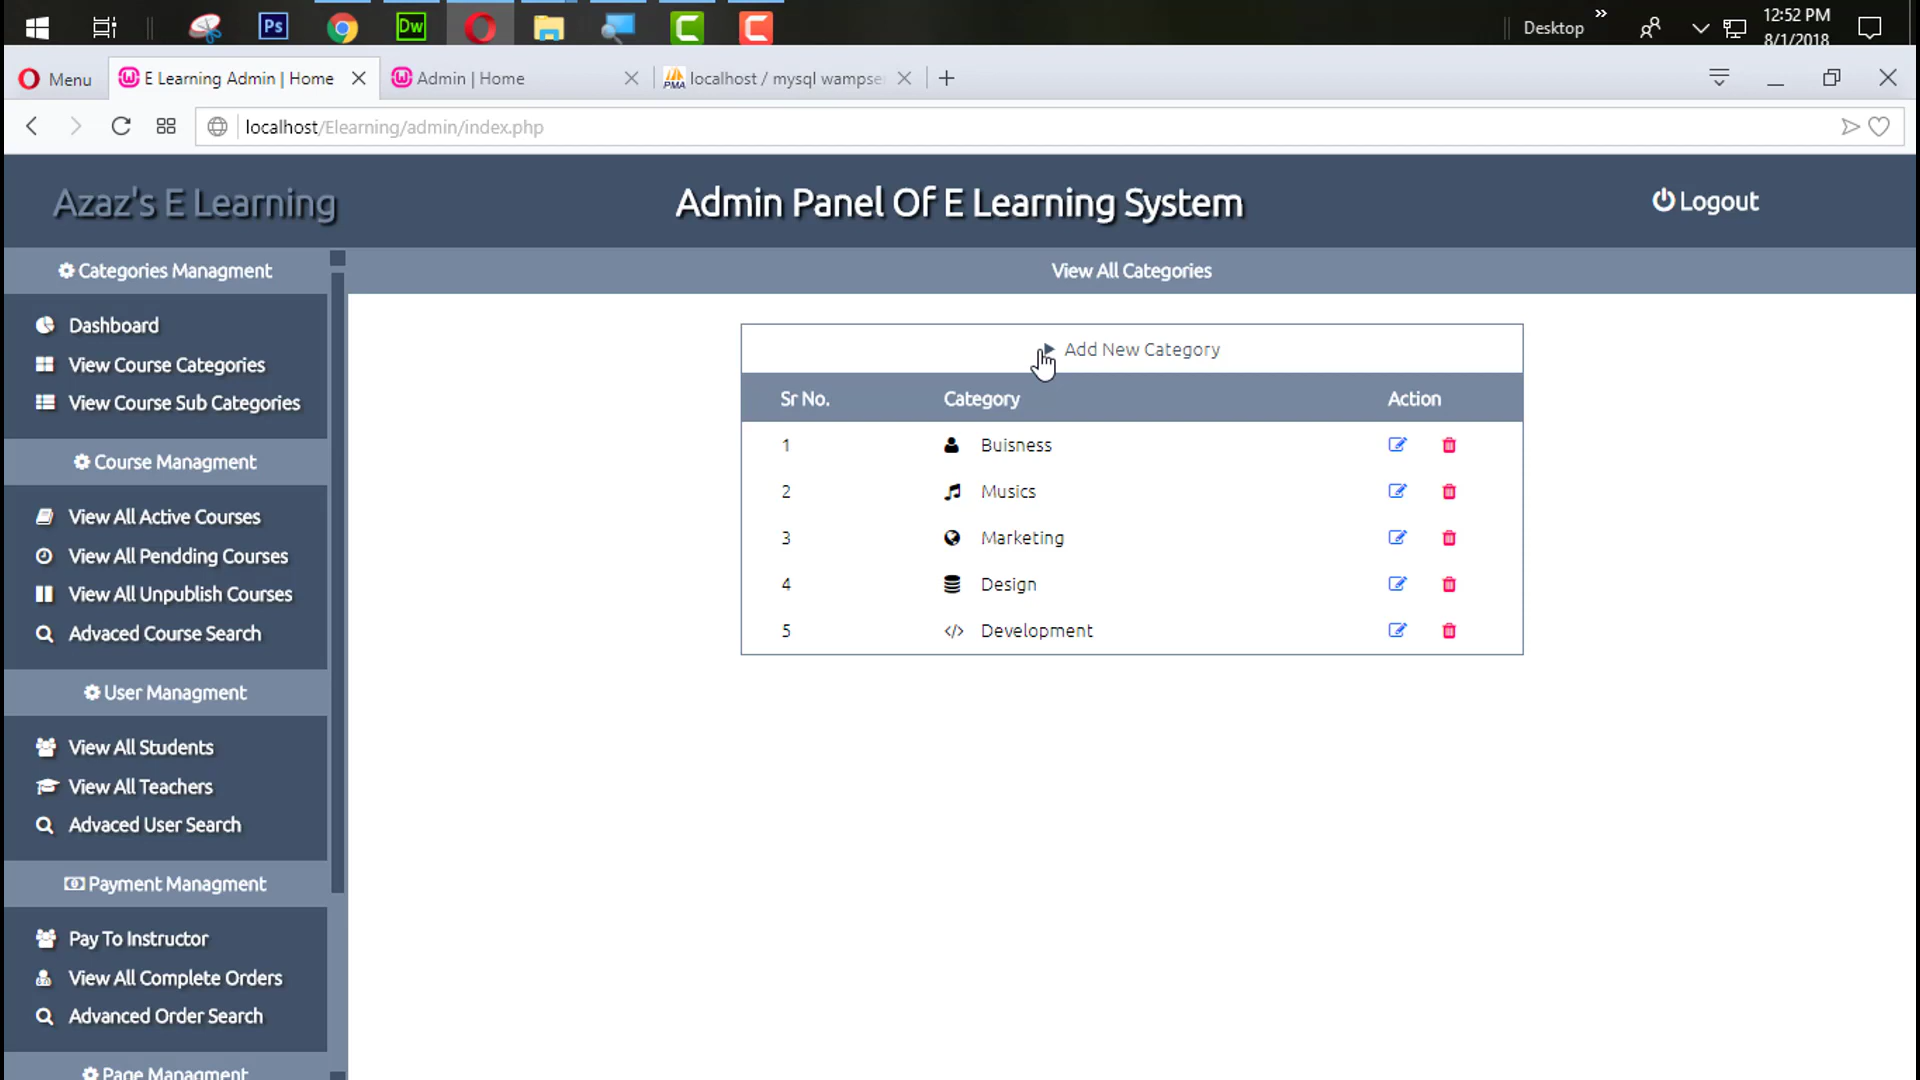 Ps
Dw
Desktop
»
12:52 PM
8/1/2018
Menu
E Learning Admin | Home
Admin | Home
PMA
localhost / mysql wampse
localhost/Elearning/admin/index.php
Azaz's E Learning
Admin Panel Of E Learning System
Logout
Categories Managment
Dashboard
View Course Categories
View Course Sub Categories
Course Managment
View All Active Courses
View All Pendding Courses
View All Unpublish Courses
Advaced Course Search
User Managment
View All Students
View All Teachers
Advaced User Search
Payment Managment
Pay To Instructor
View All Complete Orders
Advanced Order Search
Page Managment
View All Categories
Add New Category
Sr No. Category Action
1 Buisness
2 Musics
3 Marketing
4 Design
5 </> Development